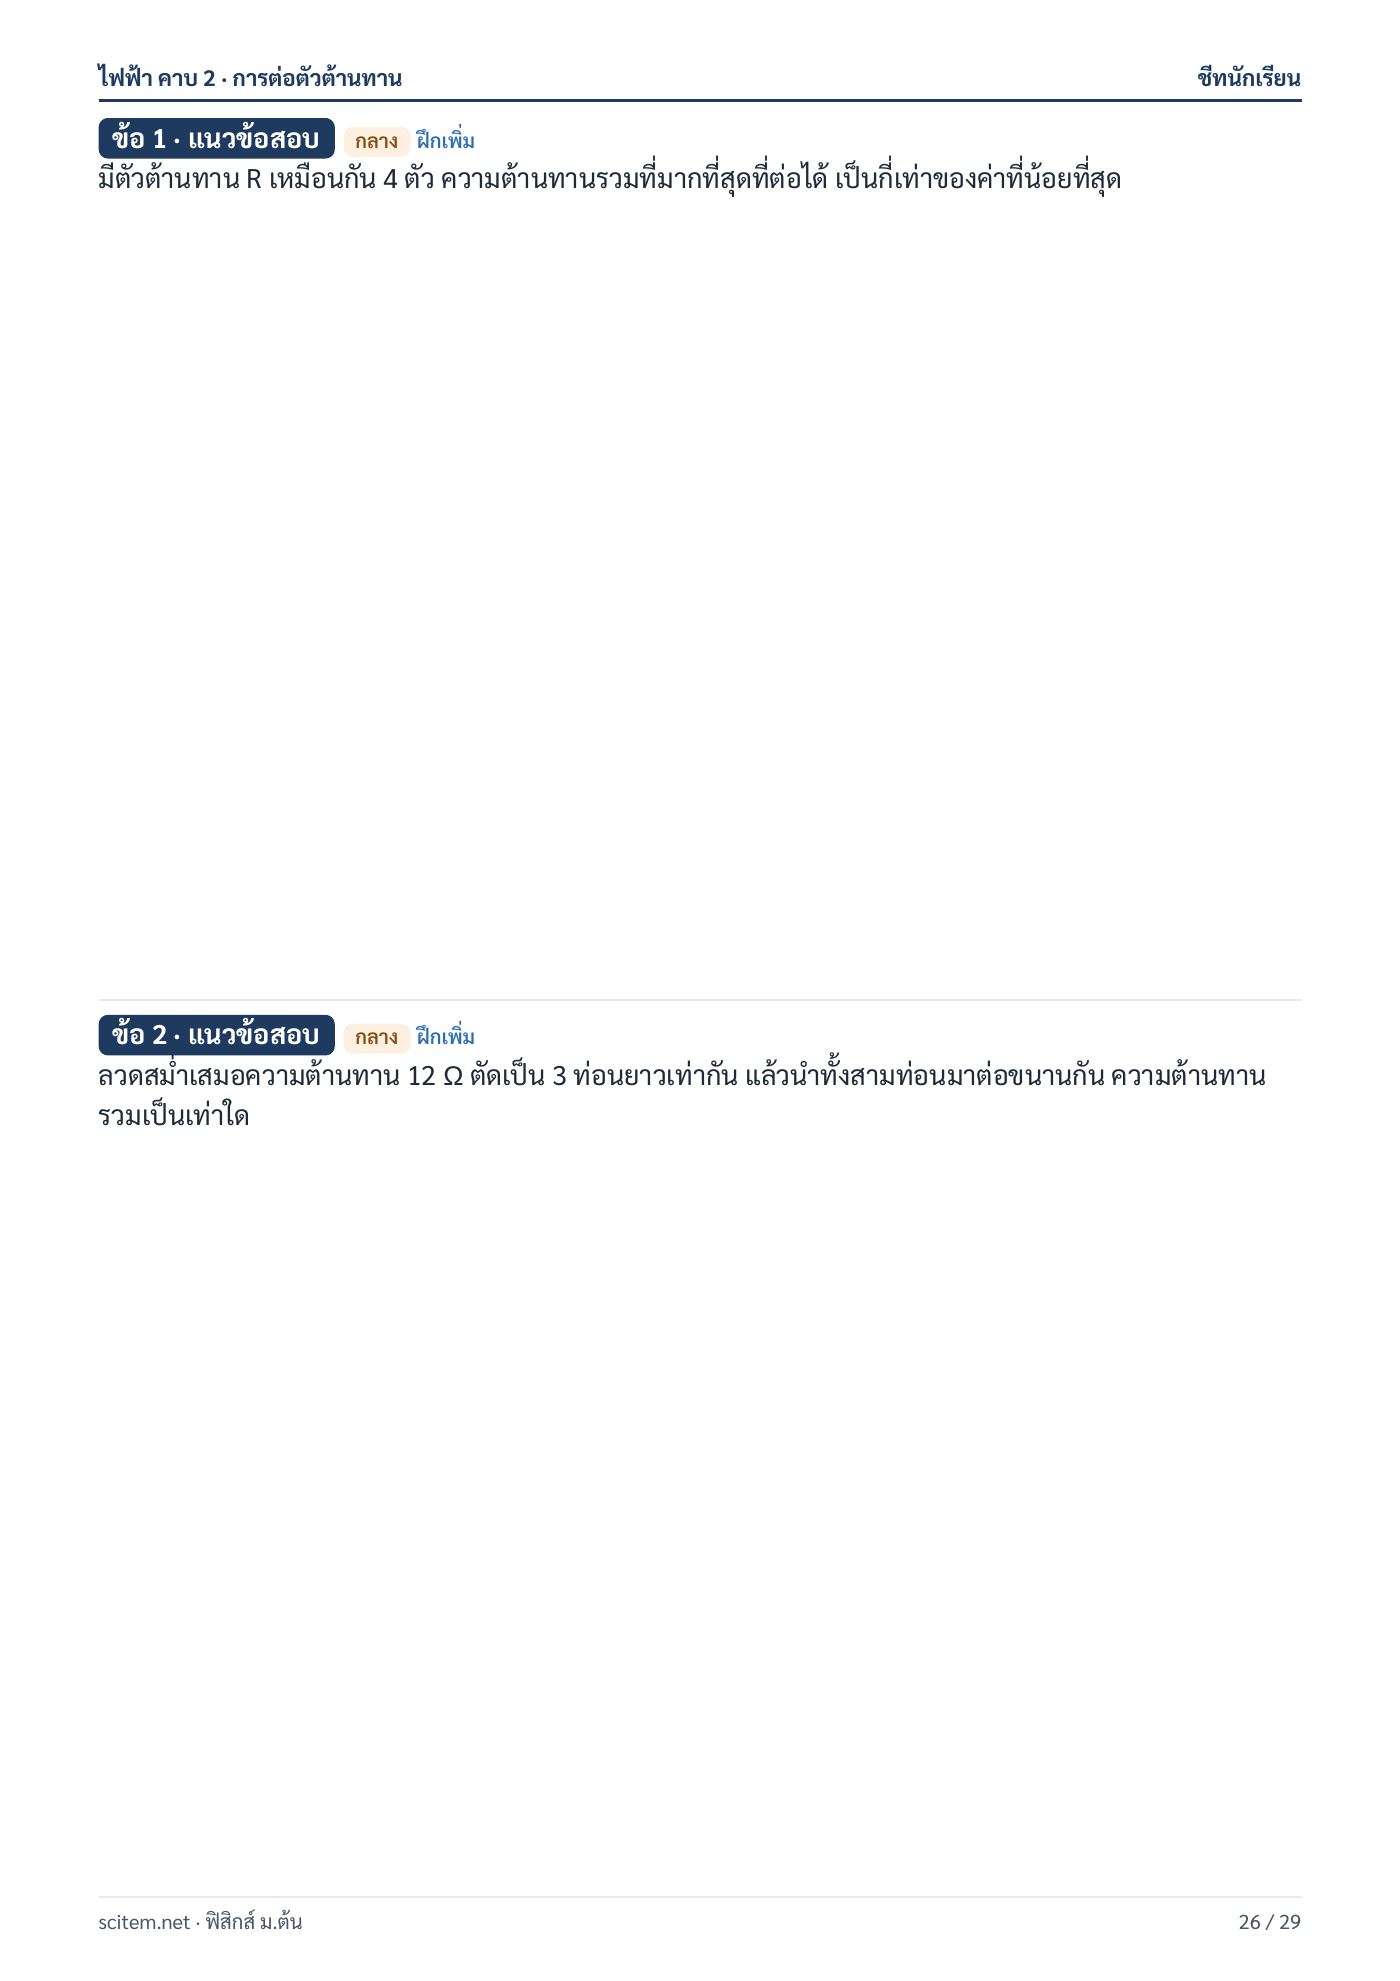 ไฟฟ้า คาบ 2 · การต่อตัวต้านทาน ชีทนักเรียน
ข้อ 1 · แนวข้อสอบ กลาง ฝึกเพิ่ม
มีตัวต้านทาน R เหมือนกัน 4 ตัว ความต้านทานรวมที่มากที่สุดที่ต่อได้ เป็นกี่เท่าของค่าที่น้อยที่สุด
ข้อ 2 · แนวข้อสอบ กลาง ฝึกเพิ่ม
ลวดสม่ำเสมอความต้านทาน 12 Ω ตัดเป็น 3 ท่อนยาวเท่ากัน แล้วนำทั้งสามท่อนมาต่อขนานกัน ความต้านทาน
รวมเป็นเท่าใด
scitem.net · ฟิสิกส์ ม.ต้น 26 / 29